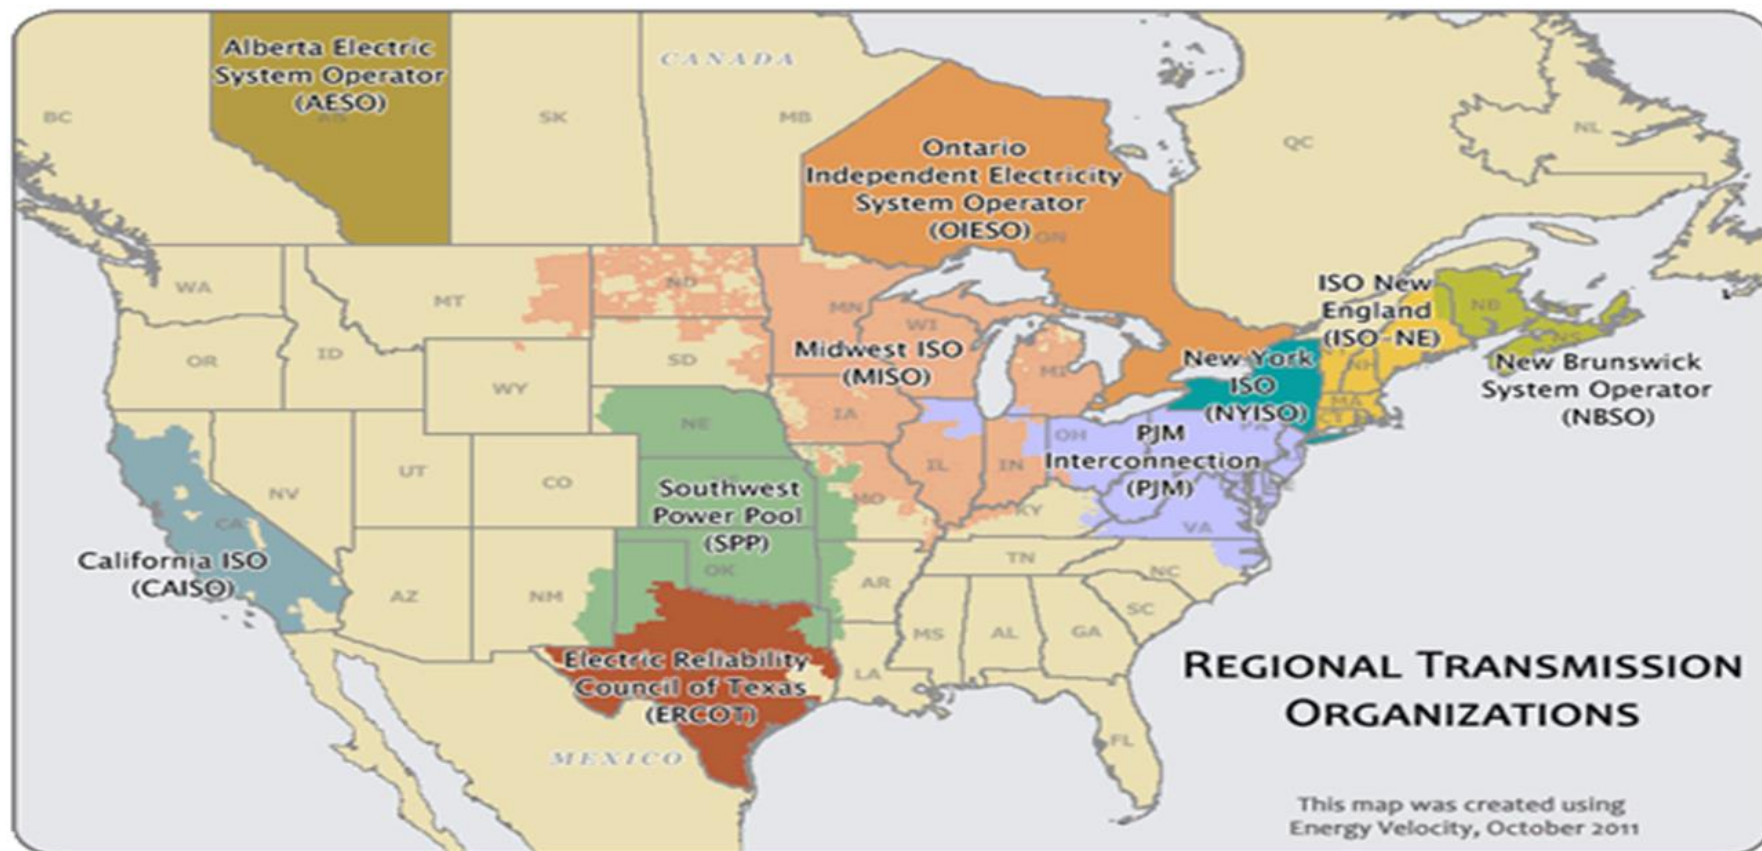 Alberta Electric
System Operator
(AESO)
CANADA
BC
SK
MB
QC
NL
Ontario
Independent Electricity
System Operator
(OIESO)
ON
ISO New
England
(ISO-NE)
NB
NS
New Brunswick
System Operator
(NBSO)
WA
MT
ND
MN
WI
OR
ID
SD
WY
Midwest ISO
(MISO)
MI
New York
ISO
(NYISO)
NH
MA
CT
IA
NE
PA
OH
PJM
Interconnection
(PJM)
NV
UT
CO
IL
IN
MO
KY
VA
CA
Southwest
Power Pool
(SPP)
OK
California ISO
(CAISO)
AZ
NM
AR
TN
NC
SC
MS
AL
GA
LA
FL
Electric Reliability
Council of Texas
(ERCOT)
MEXICO
REGIONAL TRANSMISSION
ORGANIZATIONS
This map was created using
Energy Velocity, October 2011